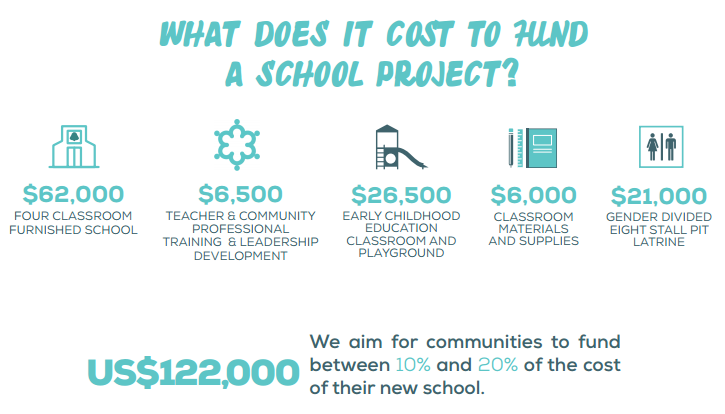 WHAT DOES IT COST TO FUND
A SCHOOL PROJECT?
$62,000
FOUR CLASSROOM
FURNISHED SCHOOL
$6,500
TEACHER & COMMUNITY
PROFESSIONAL
TRAINING & LEADERSHIP
DEVELOPMENT
$26,500
EARLY CHILDHOOD
EDUCATION
CLASSROOM AND
PLAYGROUND
$6,000
CLASSROOM
MATERIALS
AND SUPPLIES
$21,000
GENDER DIVIDED
EIGHT STALL PIT
LATRINE
US$122,000
We aim for communities to fund
between 10% and 20% of the cost
of their new school.